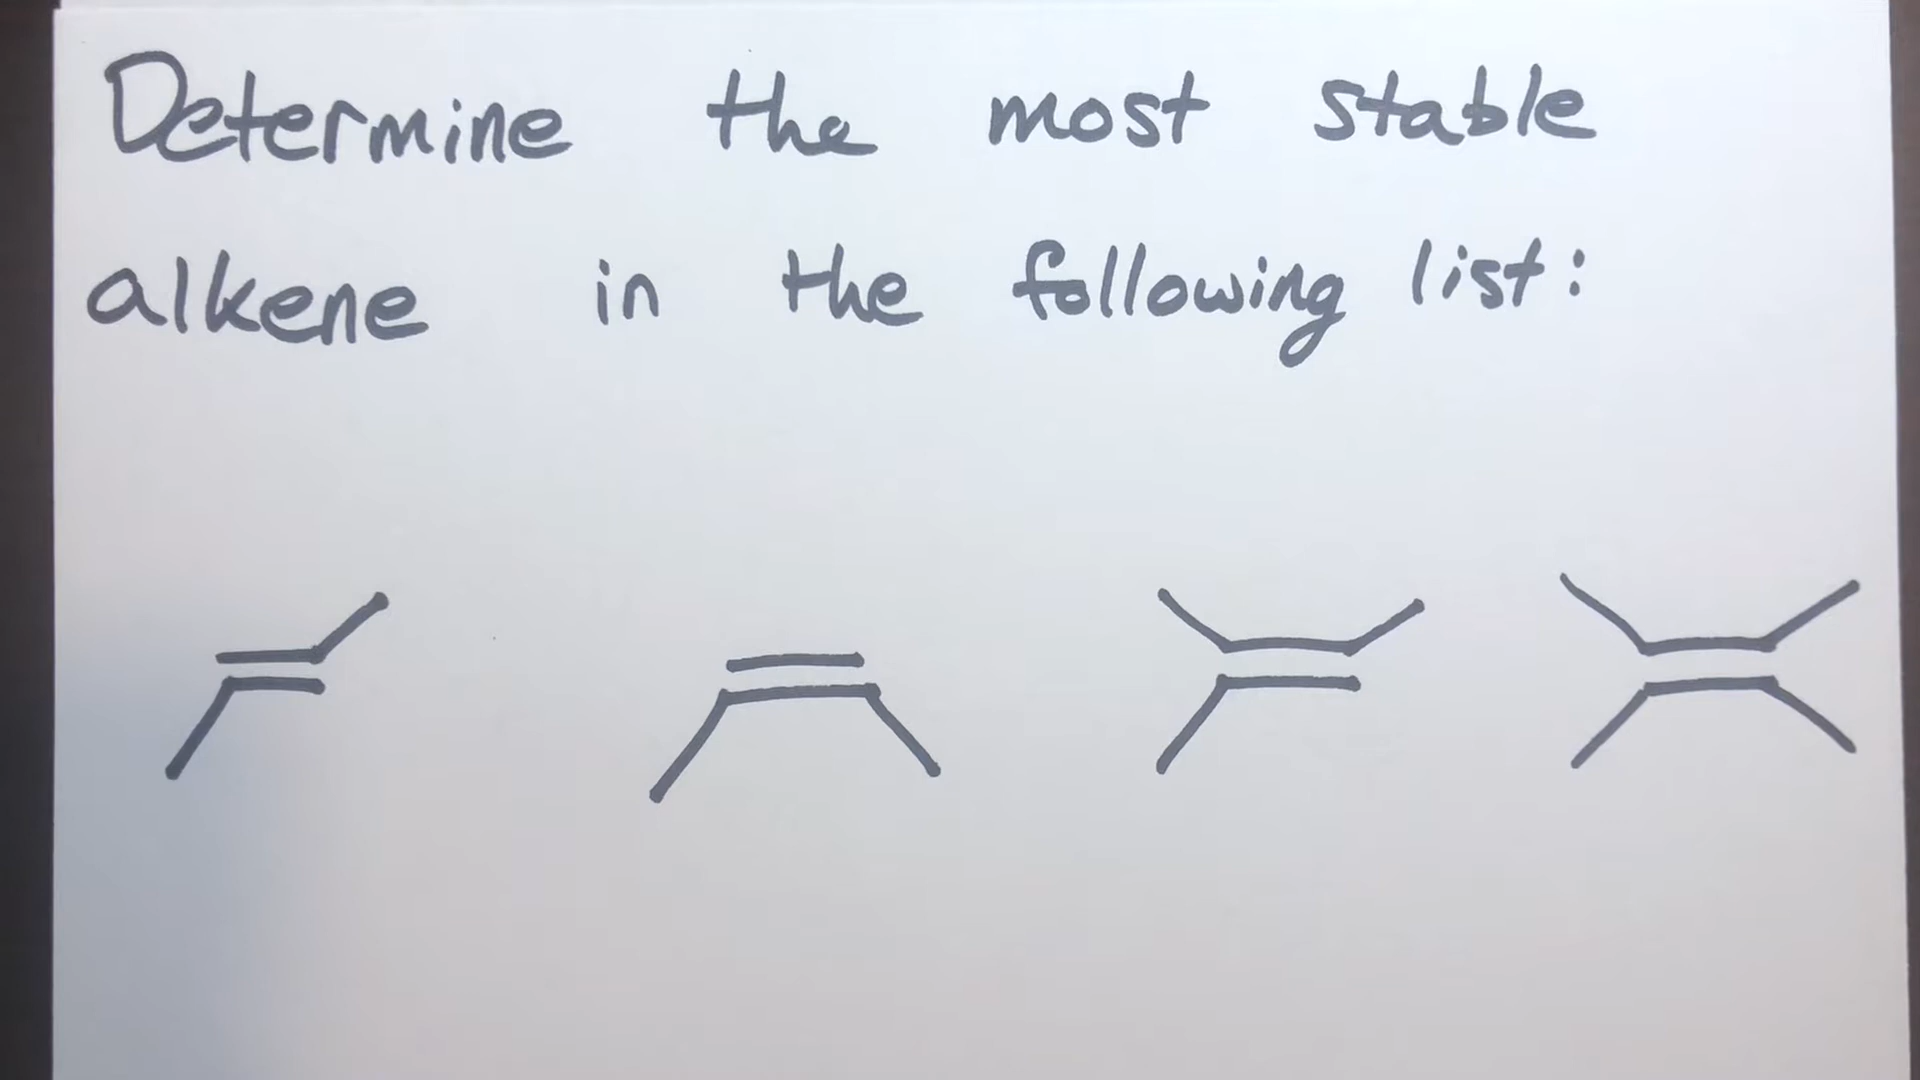 Determine the most stable
alkene in the following list: